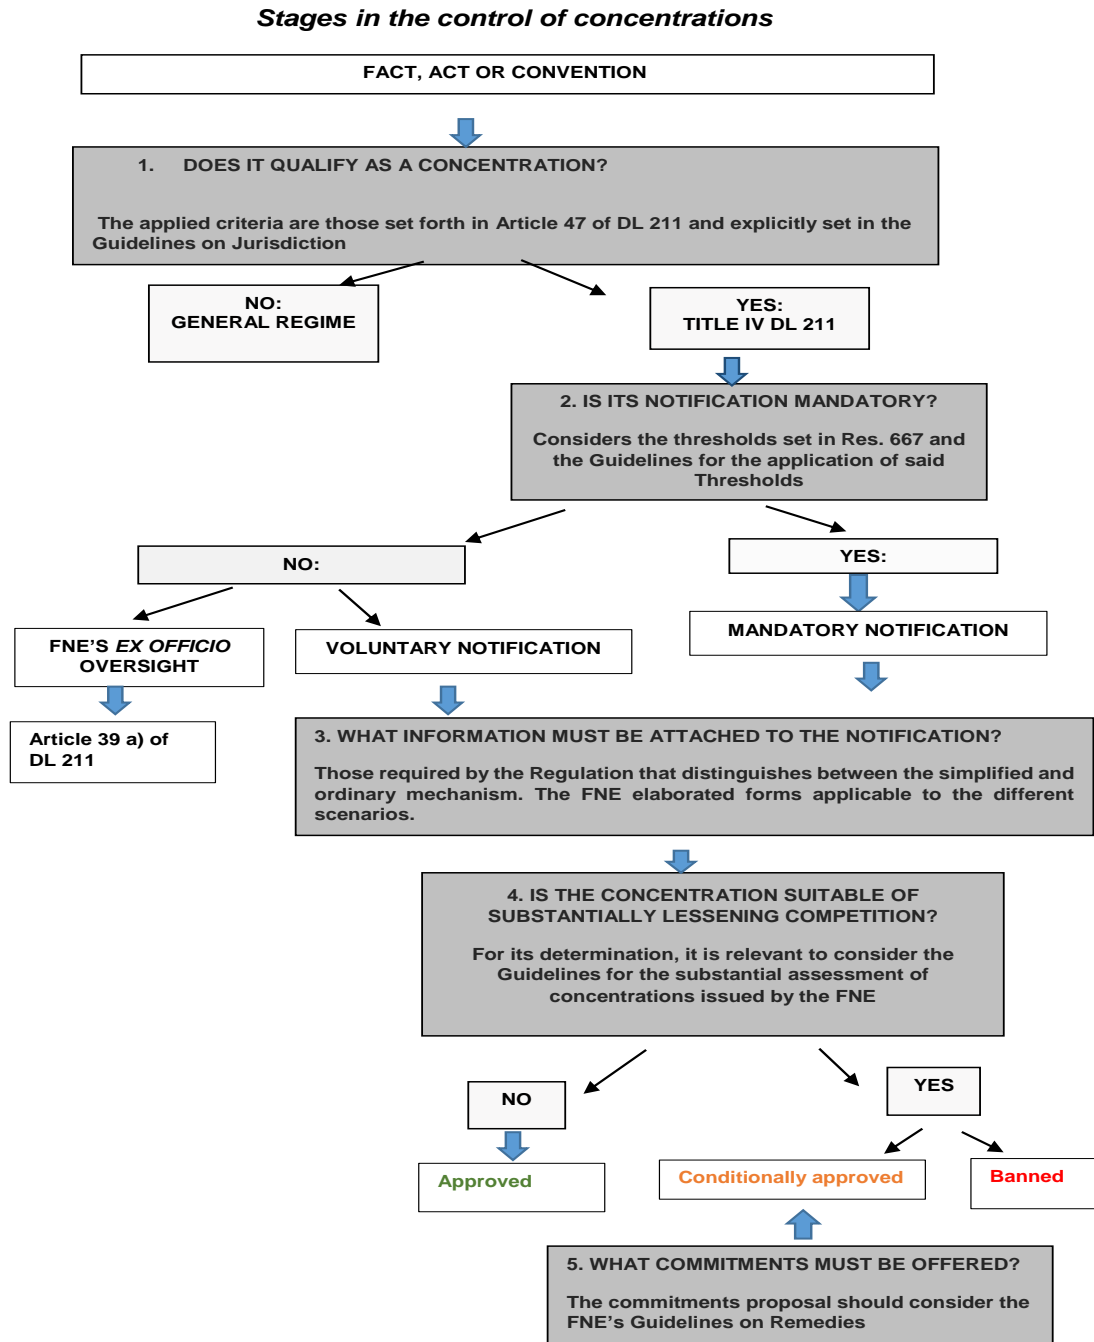 Stages in the control of concentrations
FACT, ACT OR CONVENTION
1. DOES IT QUALIFY AS A CONCENTRATION?
The applied criteria are those set forth in Article 47 of DL 211 and explicitly set in the
Guidelines on Jurisdiction
NO:
GENERAL REGIME
YES:
TITLE IV DL 211
2. IS ITS NOTIFICATION MANDATORY?
Considers the thresholds set in Res. 667 and
the Guidelines for the application of said
Thresholds
NO:
YES:
FNE'S EX OFFICIO
OVERSIGHT
VOLUNTARY NOTIFICATION
MANDATORY NOTIFICATION
Article 39 a) of
DL 211
3. WHAT INFORMATION MUST BE ATTACHED TO THE NOTIFICATION?
Those required by the Regulation that distinguishes between the simplified and
ordinary mechanism. The FNE elaborated forms applicable to the different
scenarios.
4. IS THE CONCENTRATION SUITABLE OF
SUBSTANTIALLY LESSENING COMPETITION?
For its determination, it is relevant to consider the
Guidelines for the substantial assessment of
concentrations issued by the FNE
NO
YES
Approved
Conditionally approved
Banned
5. WHAT COMMITMENTS MUST BE OFFERED?
The commitments proposal should consider the
FNE's Guidelines on Remedies